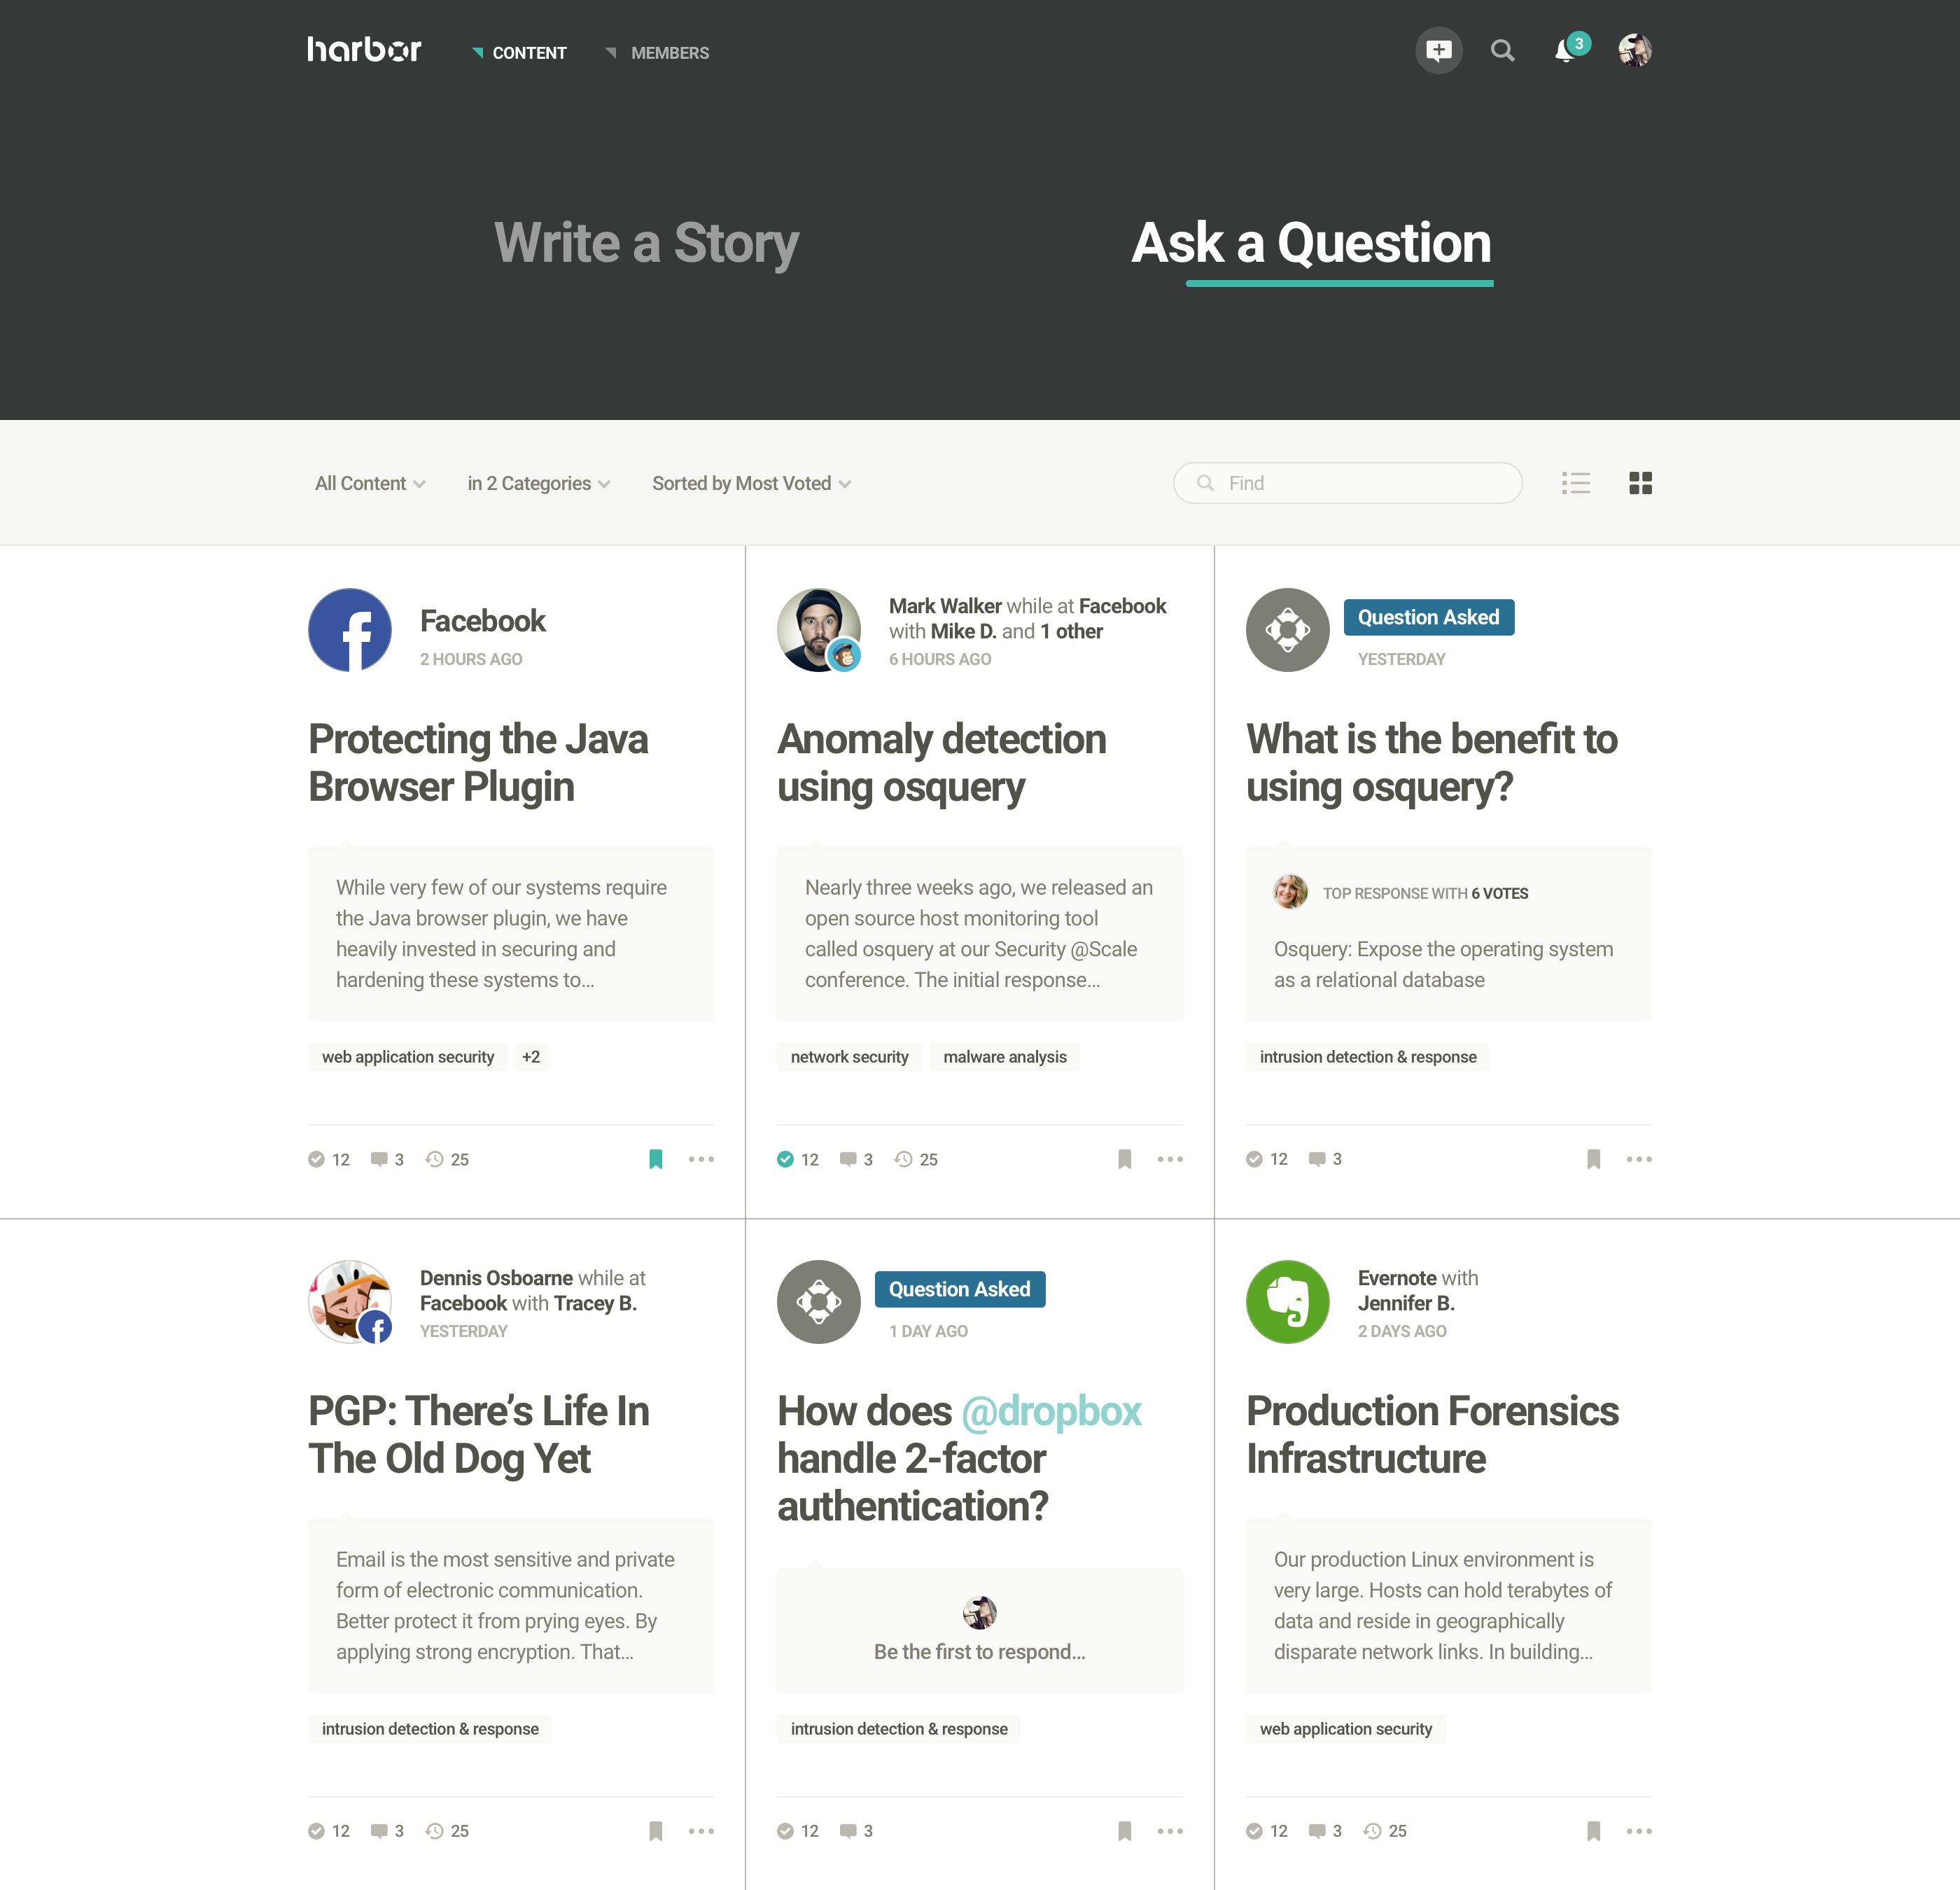 harbor
CONTENT
MEMBERS
3
Write a Story
Ask a Question
All Content
in 2 Categories
Sorted by Most Voted
Find
Facebook
2 HOURS AGO
Protecting the Java
Browser Plugin
While very few of our systems require
the Java browser plugin, we have
heavily invested in securing and
hardening these systems to...
web application security
+2
12
3
25
Mark Walker while at Facebook
with Mike D. and 1 other
6 HOURS AGO
Anomaly detection
using osquery
Nearly three weeks ago, we released an
open source host monitoring tool
called osquery at our Security @Scale
conference. The initial response...
network security
malware analysis
12
3
25
Question Asked
YESTERDAY
What is the benefit to
using osquery?
TOP RESPONSE WITH 6 VOTES
Osquery: Expose the operating system
as a relational database
intrusion detection & response
12
3
Dennis Osboarne while at
Facebook with Tracey B.
YESTERDAY
PGP: There’s Life In
The Old Dog Yet
Email is the most sensitive and private
form of electronic communication.
Better protect it from prying eyes. By
applying strong encryption. That...
intrusion detection & response
12
3
25
Question Asked
1 DAY AGO
How does @dropbox
handle 2-factor
authentication?
Be the first to respond...
intrusion detection & response
12
3
Evernote with
Jennifer B.
2 DAYS AGO
Production Forensics
Infrastructure
Our production Linux environment is
very large. Hosts can hold terabytes of
data and reside in geographically
disparate network links. In building...
web application security
12
3
25